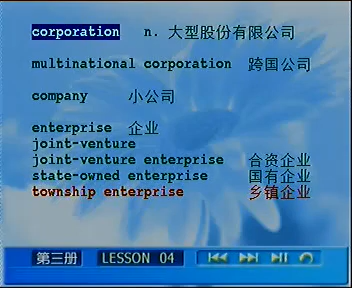 corporation n. 大型股份有限公司
multinational corporation 跨国公司
company 小公司
enterprise 企业
joint-venture
joint-venture enterprise 合资企业
state-owned enterprise 国有企业
township enterprise 乡镇企业
第三册 LESSON 04